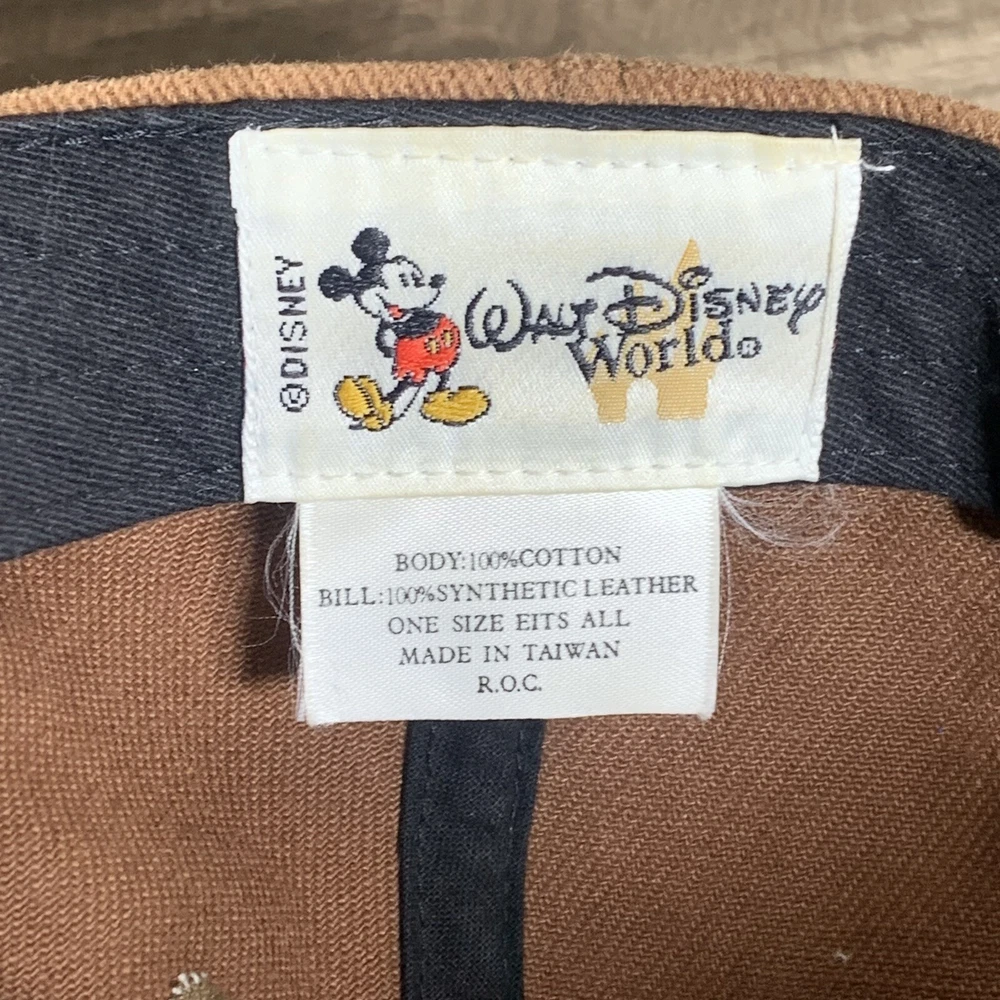 ©DISNEY
WALT DISNEY
World®
BODY:100%COTTON
BILL:100%SYNTHETIC LEATHER
ONE SIZE EITS ALL
MADE IN TAIWAN
R.O.C.